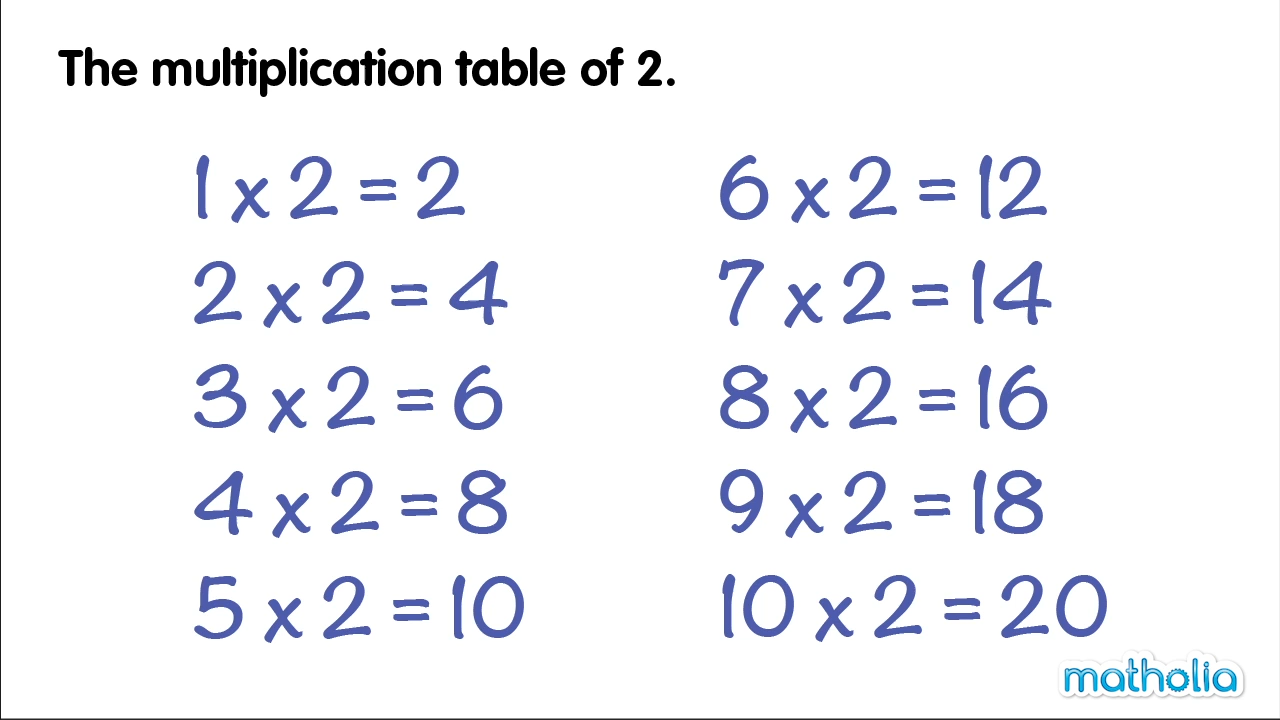 The multiplication table of 2.
1 x 2 = 2
2 x 2 = 4
3 x 2 = 6
4 x 2 = 8
5 x 2 = 10
6 x 2 = 12
7 x 2 = 14
8 x 2 = 16
9 x 2 = 18
10 x 2 = 20
matholia